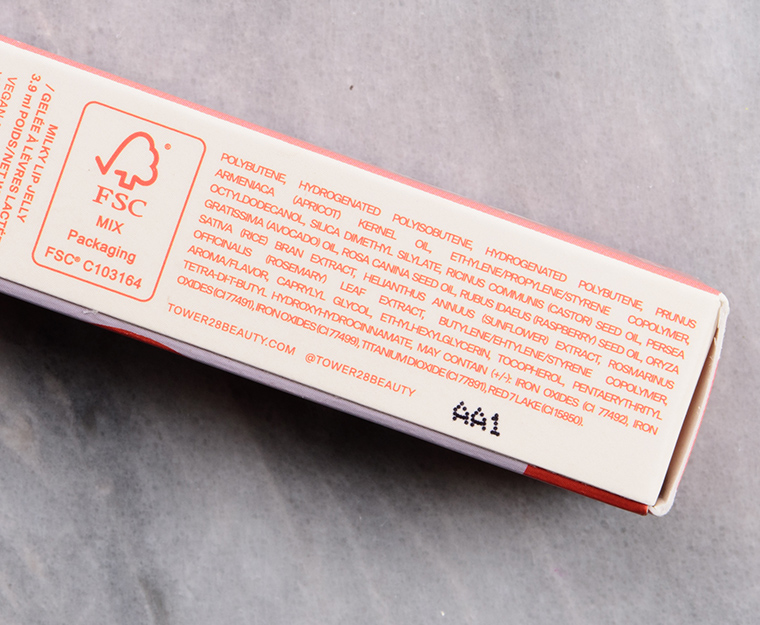 MILKY LIP JELLY
/ GELÉE À LÈVRES LACTÉE
3.9 ml POIDS/NET
VEGAN
FSC
MIX
Packaging
FSC® C103164
POLYBUTENE, HYDROGENATED POLYISOBUTENE, HYDROGENATED POLYBUTENE, PRUNUS
ARMENIACA (APRICOT) KERNEL OIL, ETHYLENE/PROPYLENE/STYRENE COPOLYMER
OCTYLDODECANOL, SILICA DIMETHYL SILYLATE, RICINUS COMMUNIS (CASTOR) SEED OIL, PERSEA
GRATISSIMA (AVOCADO) OIL, ROSA CANINA SEED OIL, RUBUS IDAEUS (RASPBERRY) SEED OIL, ORYZA
SATIVA (RICE) BRAN EXTRACT, HELIANTHUS ANNUUS (SUNFLOWER) EXTRACT, ROSMARINUS
OFFICINALIS (ROSEMARY) LEAF EXTRACT, BUTYLENE/EHTYLENE/STYRENE COPOLYMER,
AROMA/FLAVOR, CAPRYLYL GLYCOL, ETHYLHEXYLGLYCERIN, TOCOPHEROL, PENTAERYTHRITYL
TETRA-DI-T-BUTYL HYDROXYHYDROCINNAMATE, MAY CONTAIN (+/-): IRON OXIDES (CI 77492), IRON
OXIDES (CI 77491), IRON OXIDES (CI 77499), TITANIUM DIOXIDE (CI 77891), RED 7 LAKE (CI 15850).
TOWER28BEAUTY.COM @TOWER28BEAUTY
AA1